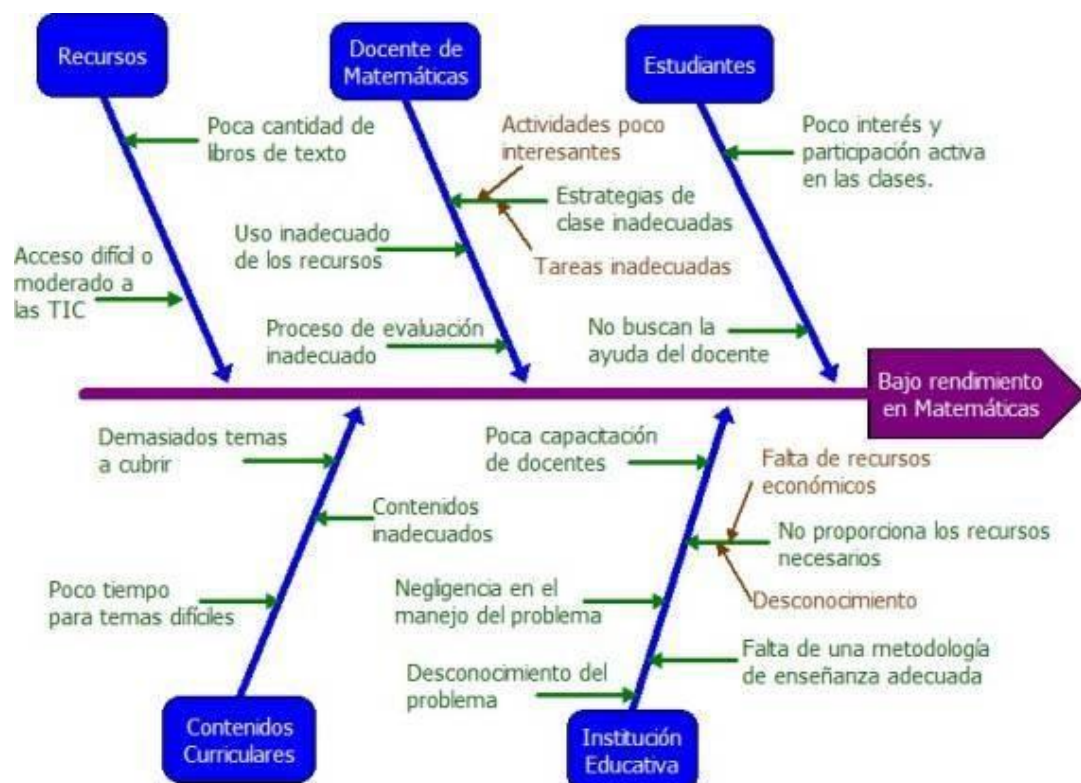 Recursos
Docente de
Matemáticas
Estudiantes
Poca cantidad de
libros de texto
Acceso difícil o
moderado a
las TIC
Actividades poco
interesantes
Estrategias de
clase inadecuadas
Tareas inadecuadas
Uso inadecuado
de los recursos
Proceso de evaluación
inadecuado
Poco interés y
participación activa
en las clases.
No buscan la
ayuda del docente
Bajo rendimiento
en Matemáticas
Demasiados temas
a cubrir
Contenidos
inadecuados
Poco tiempo
para temas difíciles
Poca capacitación
de docentes
Falta de recursos
económicos
No proporciona los recursos
necesarios
Desconocimiento
Negligencia en el
manejo del problema
Falta de una metodología
de enseñanza adecuada
Desconocimiento del
problema
Contenidos
Curriculares
Institución
Educativa